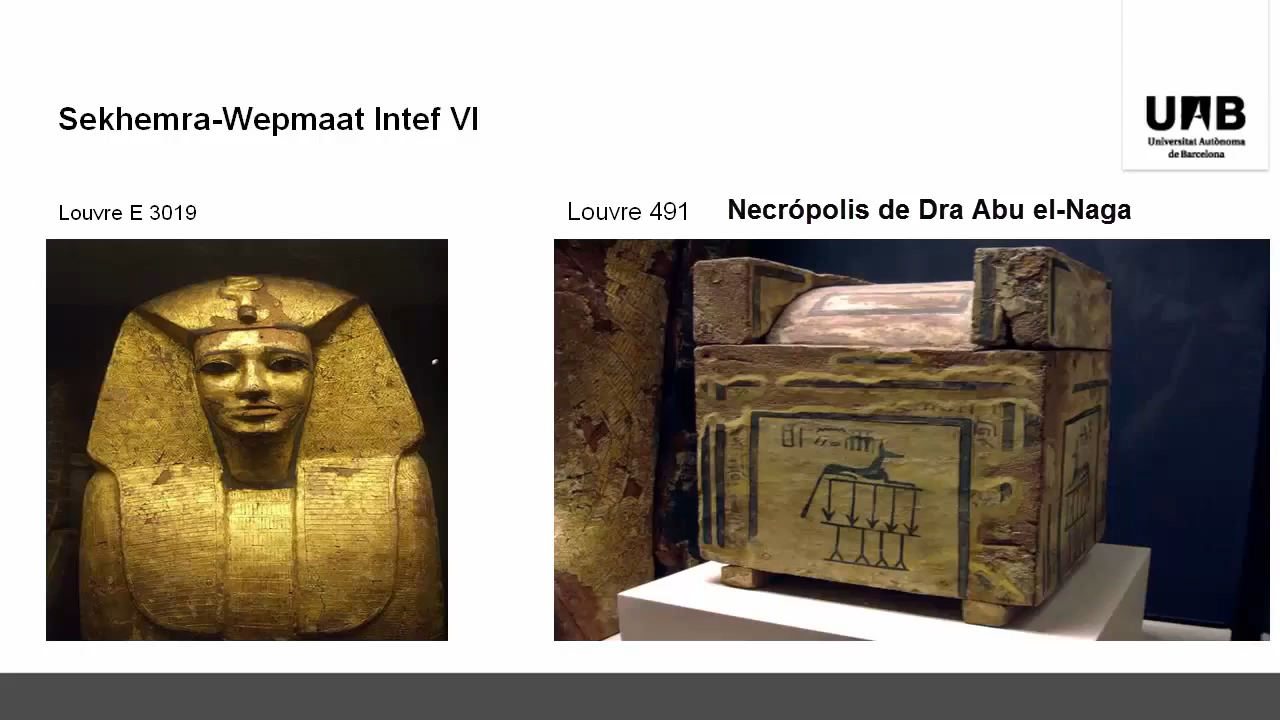 Sekhemra-Wepmaat Intef VI
UAB
Universitat Autònoma
de Barcelona
Louvre E 3019
Louvre 491
Necrópolis de Dra Abu el-Naga